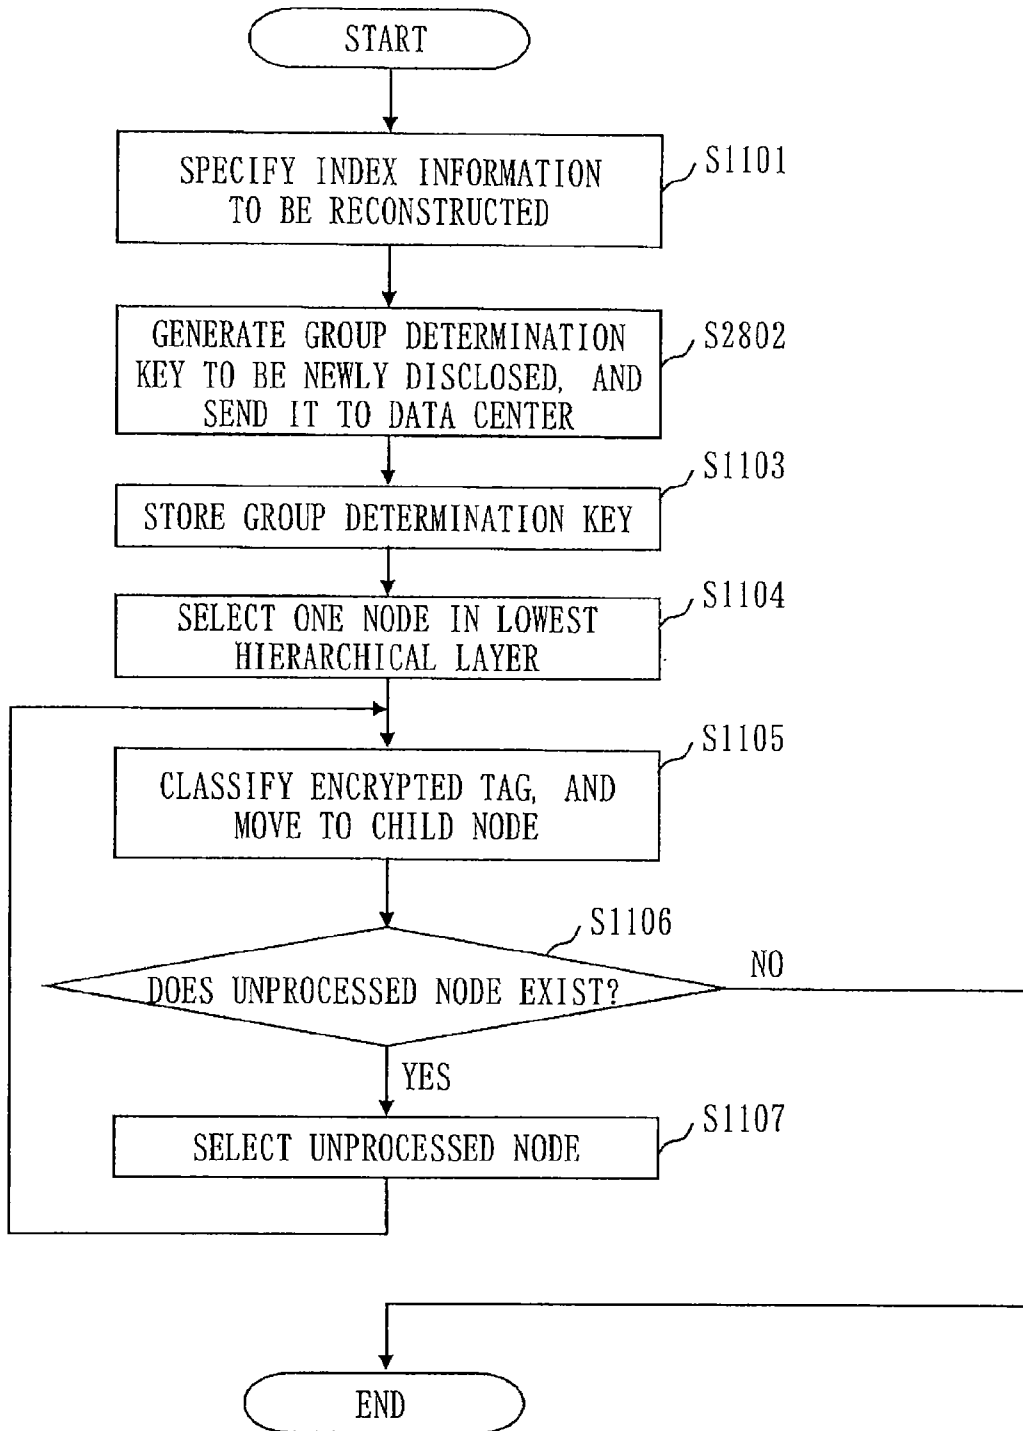 START
SPECIFY INDEX INFORMATION
TO BE RECONSTRUCTED
S1101
GENERATE GROUP DETERMINATION
KEY TO BE NEWLY DISCLOSED, AND
SEND IT TO DATA CENTER
S2802
STORE GROUP DETERMINATION KEY
S1103
SELECT ONE NODE IN LOWEST
HIERARCHICAL LAYER
S1104
CLASSIFY ENCRYPTED TAG, AND
MOVE TO CHILD NODE
S1105
DOES UNPROCESSED NODE EXIST?
S1106
NO
YES
SELECT UNPROCESSED NODE
S1107
END